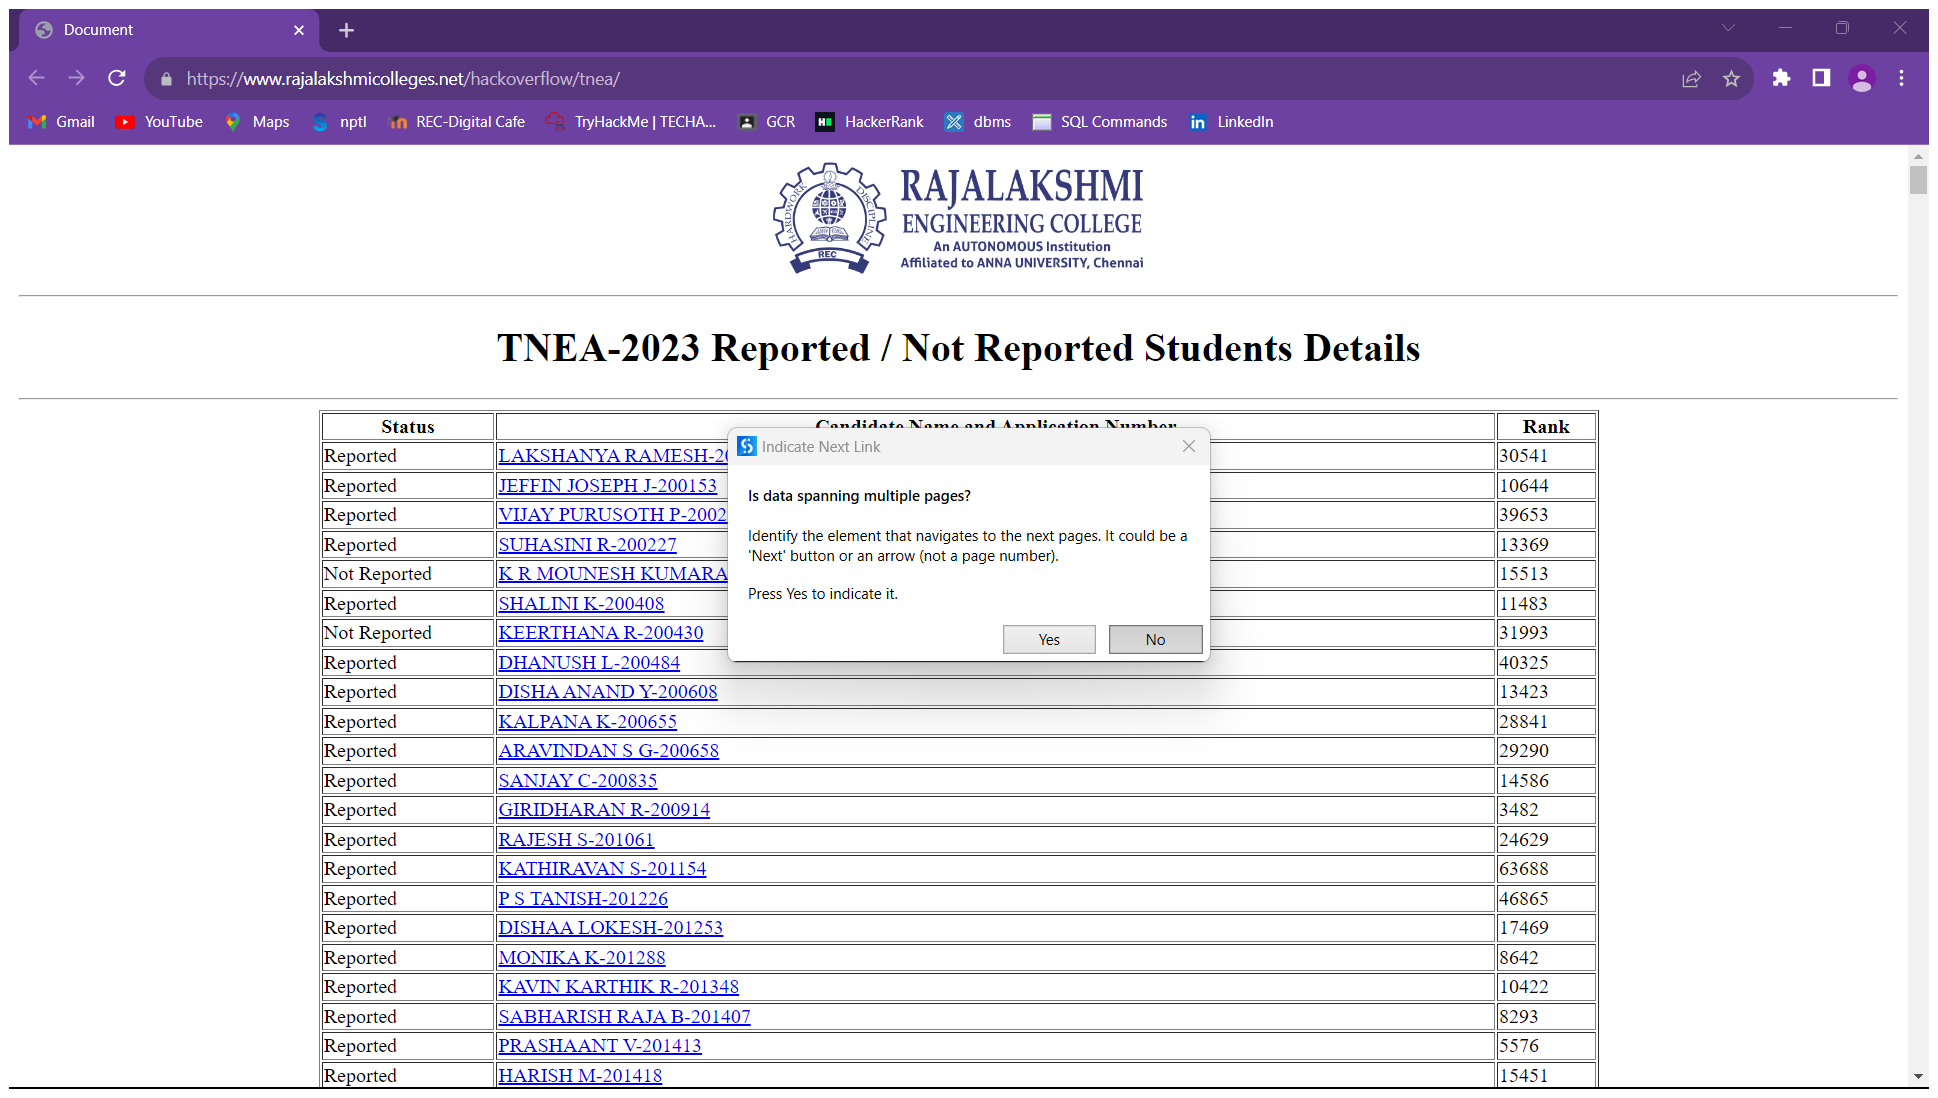 Document
https://www.rajalakshmicolleges.net/hackoverflow/tnea/
Gmail YouTube Maps nptl REC-Digital Cafe TryHackMe | TECHA... GCR HackerRank dbms SQL Commands LinkedIn
HARDWORK DISCIPLINE
REC
RAJALAKSHMI
ENGINEERING COLLEGE
An AUTONOMOUS Institution
Affiliated to ANNA UNIVERSITY, Chennai
TNEA-2023 Reported / Not Reported Students Details
Status Candidate Name and Application Number Rank
Reported LAKSHANYA RAMESH-20 30541
Reported JEFFIN JOSEPH J-200153 10644
Reported VIJAY PURUSOTH P-2002 39653
Reported SUHASINI R-200227 13369
Not Reported K R MOUNESH KUMARA 15513
Reported SHALINI K-200408 11483
Not Reported KEERTHANA R-200430 31993
Reported DHANUSH L-200484 40325
Reported DISHA ANAND Y-200608 13423
Reported KALPANA K-200655 28841
Reported ARAVINDAN S G-200658 29290
Reported SANJAY C-200835 14586
Reported GIRIDHARAN R-200914 3482
Reported RAJESH S-201061 24629
Reported KATHIRAVAN S-201154 63688
Reported P S TANISH-201226 46865
Reported DISHAA LOKESH-201253 17469
Reported MONIKA K-201288 8642
Reported KAVIN KARTHIK R-201348 10422
Reported SABHARISH RAJA B-201407 8293
Reported PRASHAANT V-201413 5576
Reported HARISH M-201418 15451
Indicate Next Link
Is data spanning multiple pages?
Identify the element that navigates to the next pages. It could be a
'Next' button or an arrow (not a page number).
Press Yes to indicate it.
Yes No